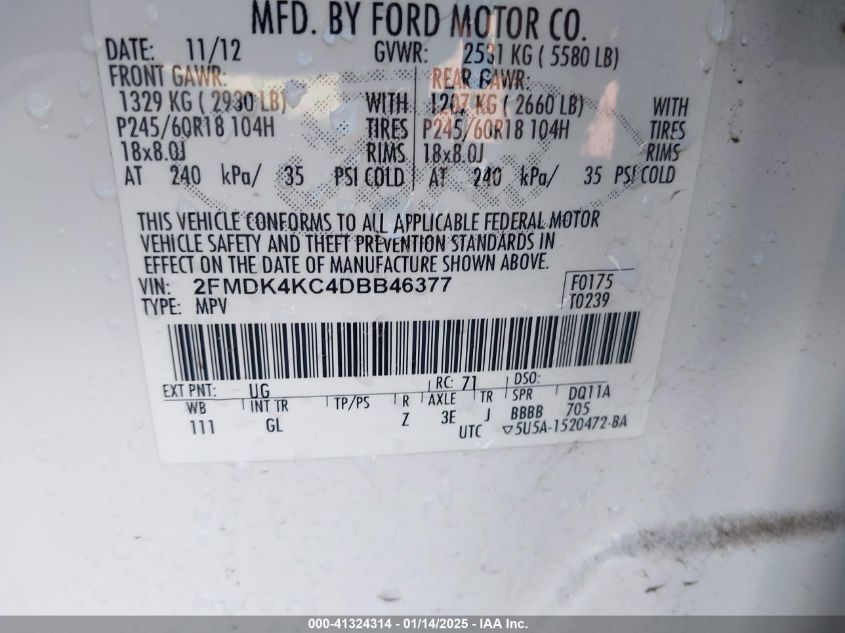 MFD. BY FORD MOTOR CO.
DATE: 11/12 GVWR: 2531 KG ( 5580 LB)
FRONT GAWR: REAR GAWR:
1329 KG ( 2930 LB) WITH 1207 KG ( 2660 LB) WITH
P245/60R18 104H TIRES P245/60R18 104H TIRES
18x8.0J RIMS 18x8.0J RIMS
AT 240 kPa/ 35 PSI COLD AT 240 kPa/ 35 PSI COLD
THIS VEHICLE CONFORMS TO ALL APPLICABLE FEDERAL MOTOR
VEHICLE SAFETY AND THEFT PREVENTION STANDARDS IN
EFFECT ON THE DATE OF MANUFACTURE SHOWN ABOVE.
VIN: 2FMDK4KC4DBB46377 F0175
TYPE: MPV T0239
EXT PNT: UG RC: 71 DSO:
WB INT TR TP/PS R AXLE TR SPR DQ11A
111 GL Z 3E J BBBB 705
UTC ▽5U5A-1520472-BA
000-41324314 - 01/14/2025 - IAA Inc.